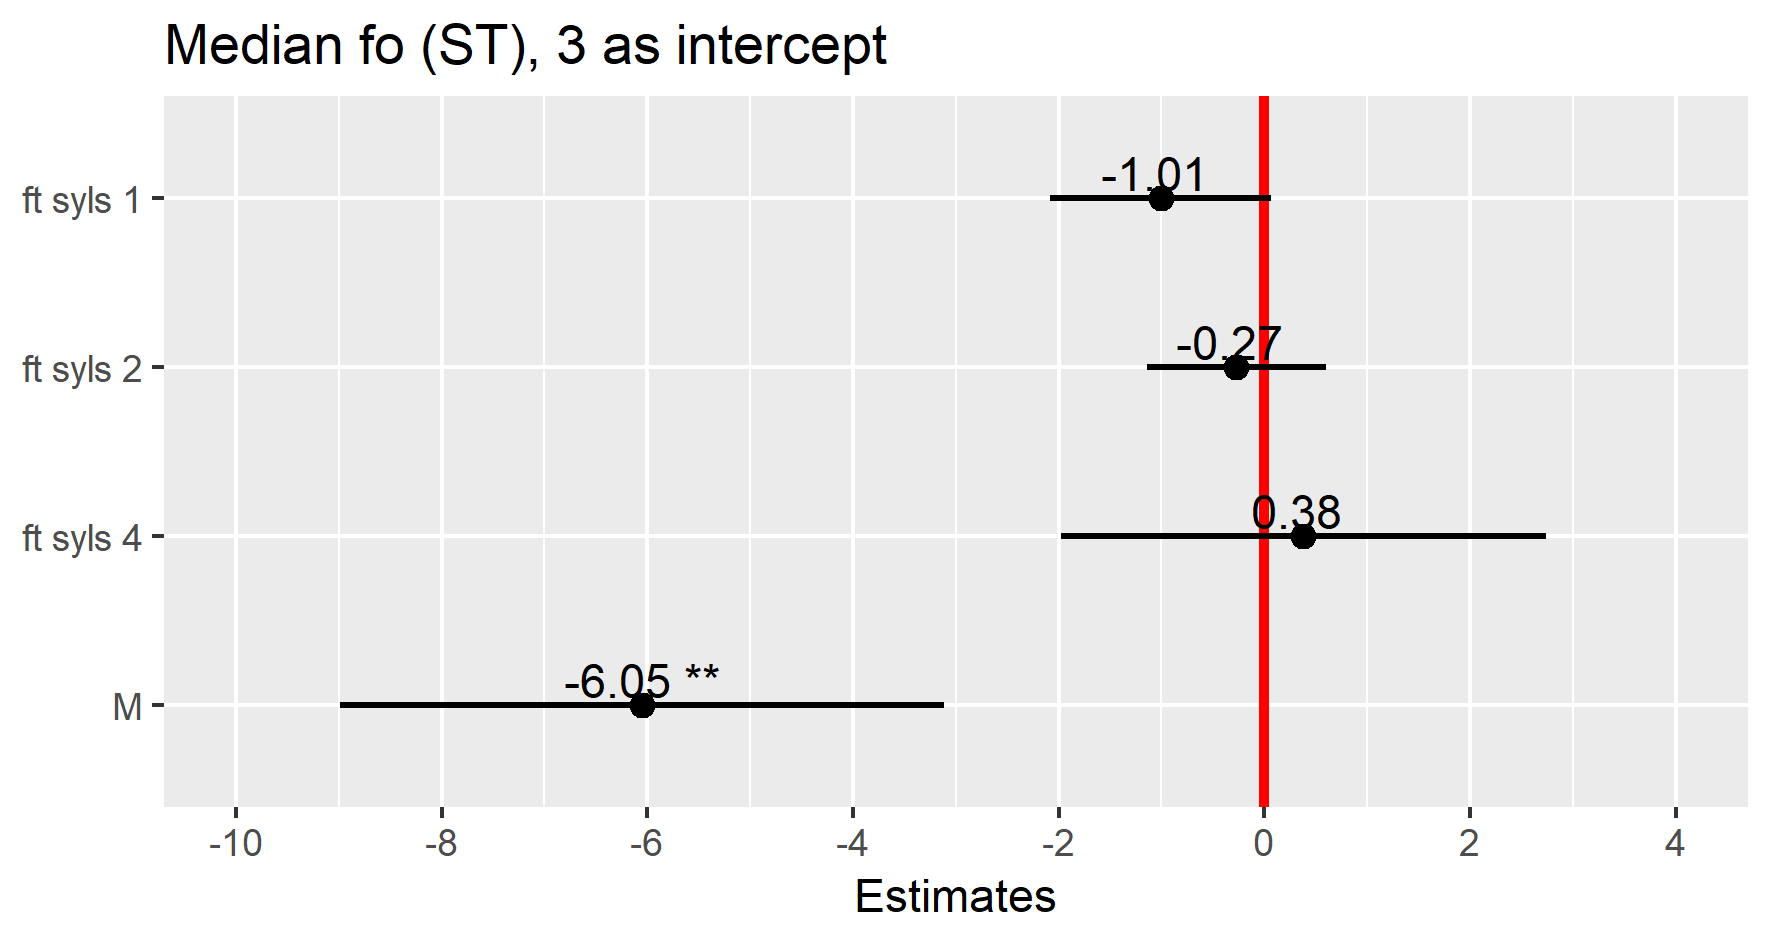 Median fo (ST), 3 as intercept
ft syls 1
-1.01
ft syls 2
-0.27
ft syls 4
0.38
M
-6.05 **
-10 -8 -6 -4 -2 0 2 4
Estimates